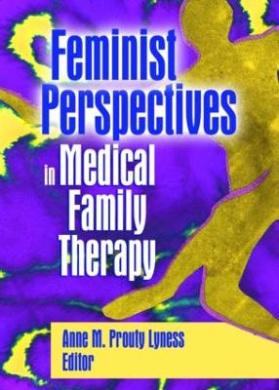 Feminist
Perspectives
in Medical
Family
Therapy
Anne M. Prouty Lyness
Editor